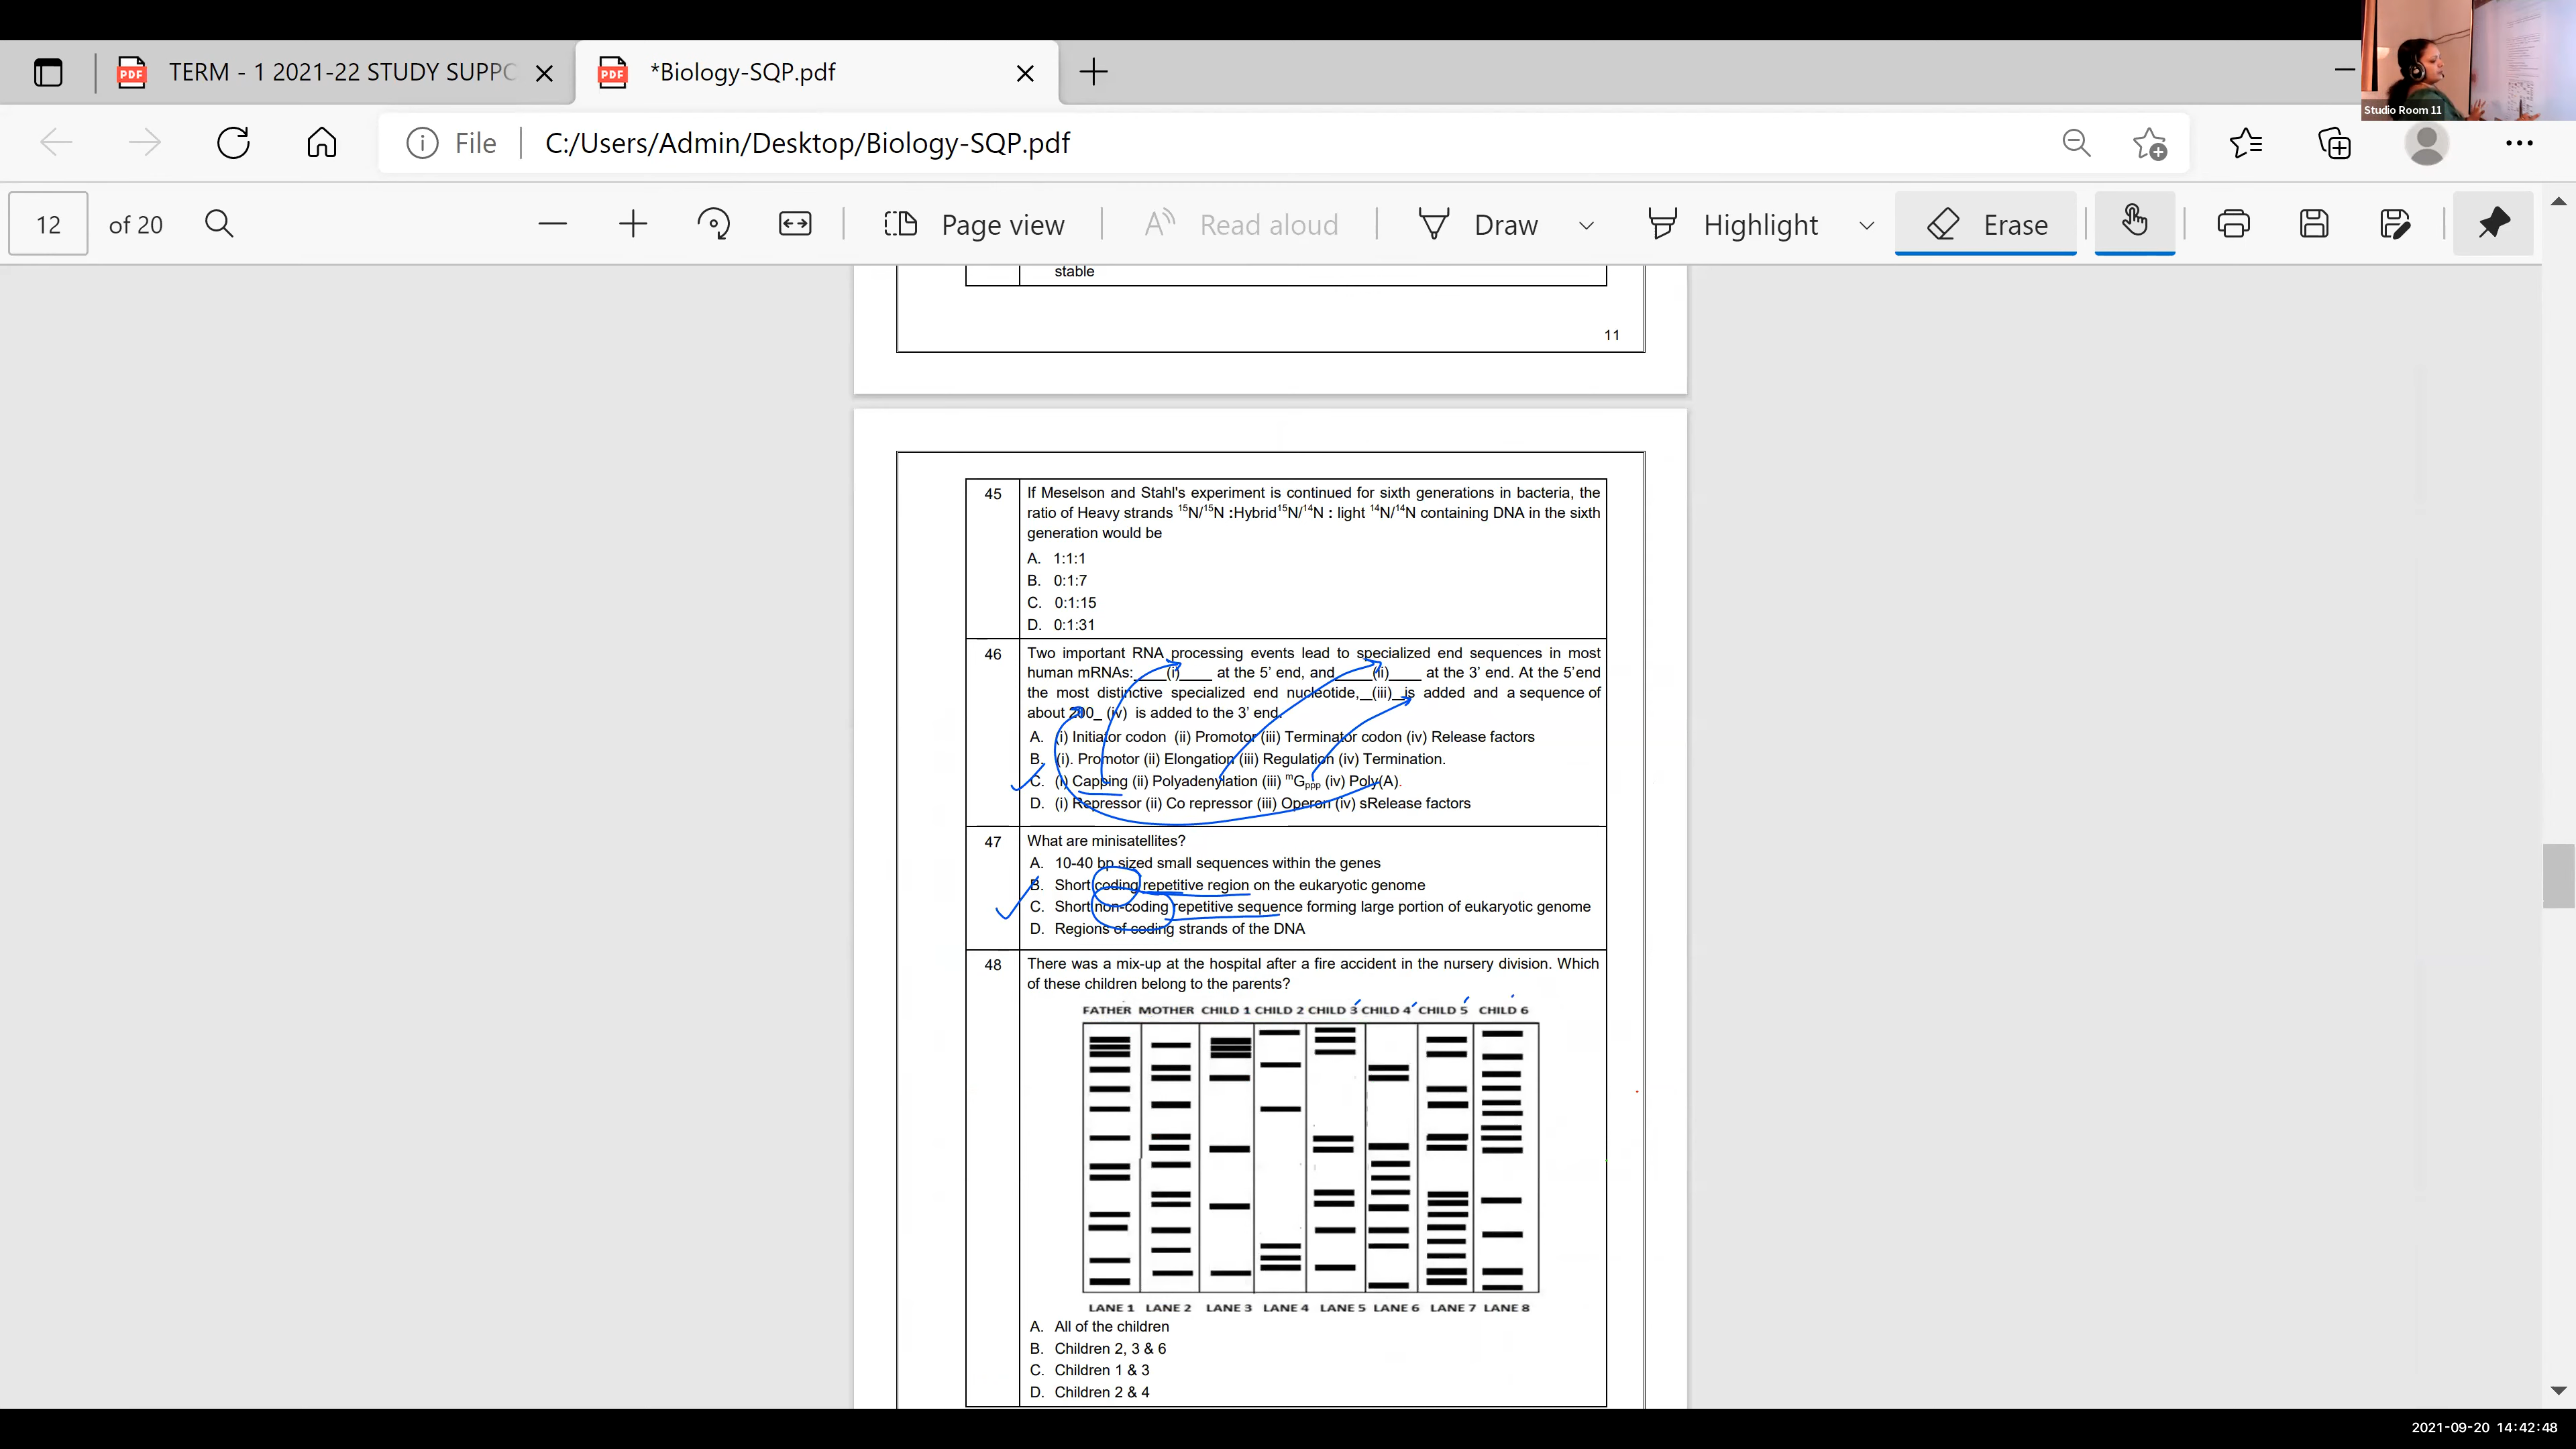 TERM - 1 2021-22 STUDY SUPPO
*Biology-SQP.pdf
Studio Room 11
File
C:/Users/Admin/Desktop/Biology-SQP.pdf
12 of 20
Page view
Read aloud
Draw
Highlight
Erase
stable
11
45 If Meselson and Stahl's experiment is continued for sixth generations in bacteria, the
ratio of Heavy strands ¹⁵N/¹⁵N :Hybrid¹⁵N/¹⁴N : light ¹⁴N/¹⁴N containing DNA in the sixth
generation would be
A. 1:1:1
B. 0:1:7
C. 0:1:15
D. 0:1:31
46 Two important RNA processing events lead to specialized end sequences in most
human mRNAs:____(i)____ at the 5' end, and____(ii)____ at the 3' end. At the 5'end
the most distinctive specialized end nucleotide,_(iii)_is added and a sequence of
about 200_ (iv) is added to the 3' end.
A. (i) Initiator codon (ii) Promotor (iii) Terminator codon (iv) Release factors
B. (i). Promotor (ii) Elongation (iii) Regulation (iv) Termination.
C. (i) Capping (ii) Polyadenylation (iii) ᵐGₚₚₚ (iv) Poly(A).
D. (i) Repressor (ii) Co repressor (iii) Operon (iv) sRelease factors
47 What are minisatellites?
A. 10-40 bp sized small sequences within the genes
B. Short coding repetitive region on the eukaryotic genome
C. Short non-coding repetitive sequence forming large portion of eukaryotic genome
D. Regions of coding strands of the DNA
48 There was a mix-up at the hospital after a fire accident in the nursery division. Which
of these children belong to the parents?
FATHER MOTHER CHILD 1 CHILD 2 CHILD 3 CHILD 4 CHILD 5 CHILD 6
LANE 1 LANE 2 LANE 3 LANE 4 LANE 5 LANE 6 LANE 7 LANE 8
A. All of the children
B. Children 2, 3 & 6
C. Children 1 & 3
D. Children 2 & 4
2021-09-20 14:42:48